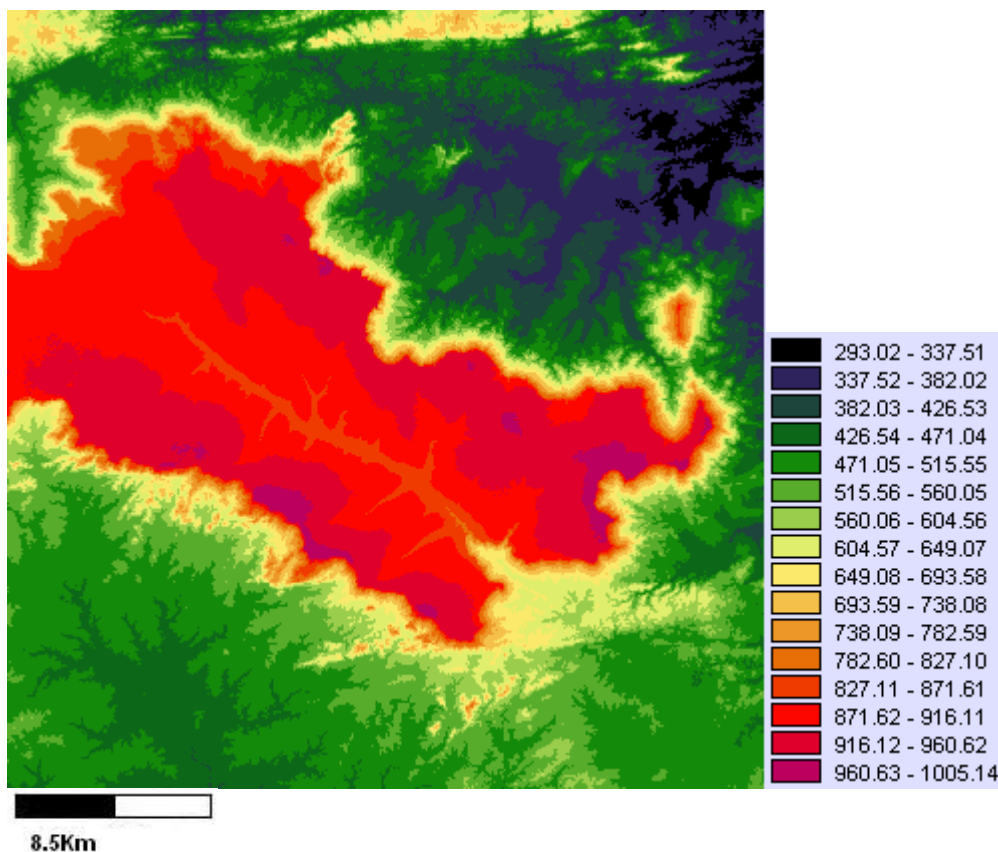 293.02 - 337.51
337.52 - 382.02
382.03 - 426.53
426.54 - 471.04
471.05 - 515.55
515.56 - 560.05
560.06 - 604.56
604.57 - 649.07
649.08 - 693.58
693.59 - 738.08
738.09 - 782.59
782.60 - 827.10
827.11 - 871.61
871.62 - 916.11
916.12 - 960.62
960.63 - 1005.14
8.5Km